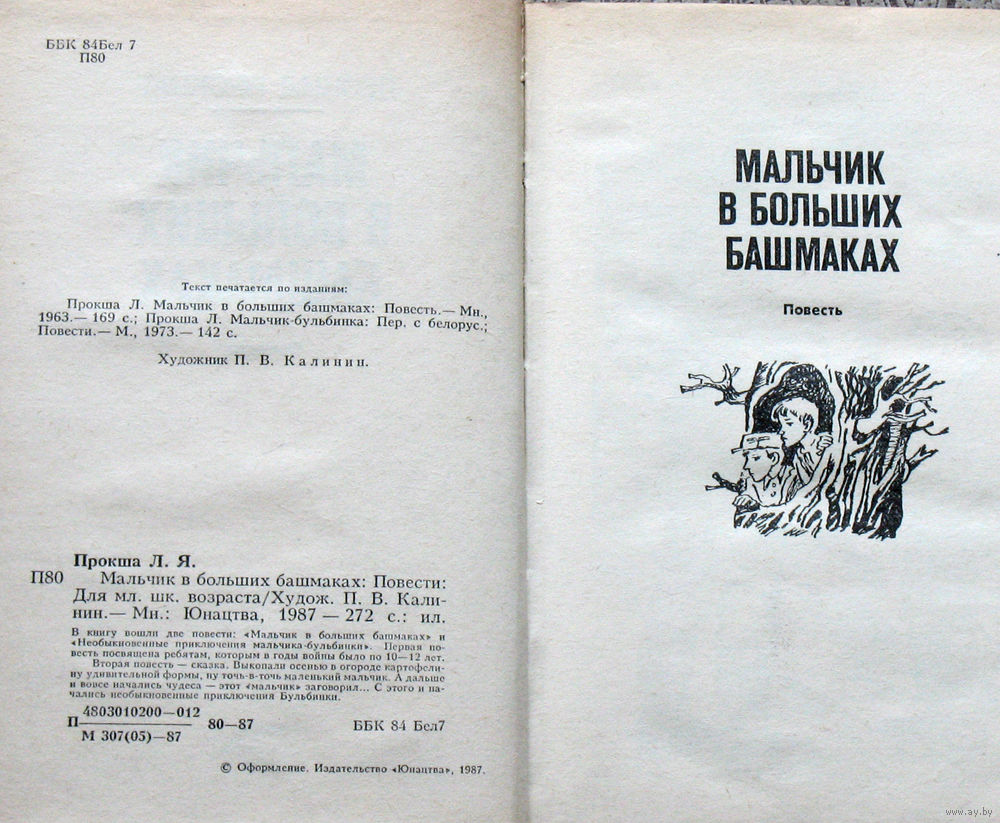 ББК 84Бел 7
П80
Текст печатается по изданиям:
Прокша Л. Мальчик в больших башмаках: Повесть.— Мн.,
1963.— 169 с.; Прокша Л. Мальчик-бульбинка: Пер. с белорус.;
Повести.— М., 1973.— 142 с.
Художник П. В. Калинин.
Прокша Л. Я.
П80 Мальчик в больших башмаках: Повести:
Для мл. шк. возраста/Худож. П. В. Кали-
нин.— Мн.: Юнацтва, 1987 — 272 с.: ил.
В книгу вошли две повести: «Мальчик в больших башмаках» и
«Необыкновенные приключения мальчика-бульбинки». Первая по-
весть посвящена ребятам, которым в годы войны было по 10—12 лет.
Вторая повесть — сказка. Выкопали осенью в огороде картофели-
ну удивительной формы, ну точь-в-точь маленький мальчик. А дальше
и вовсе начались чудеса — этот «мальчик» заговорил... С этого и на-
чались необыкновенные приключения Бульбинки.
4803010200—012
П 80—87 ББК 84 Бел7
М 307(05)—87
© Оформление. Издательство «Юнацтва», 1987.
МАЛЬЧИК
В БОЛЬШИХ
БАШМАКАХ
Повесть
www.ay.by